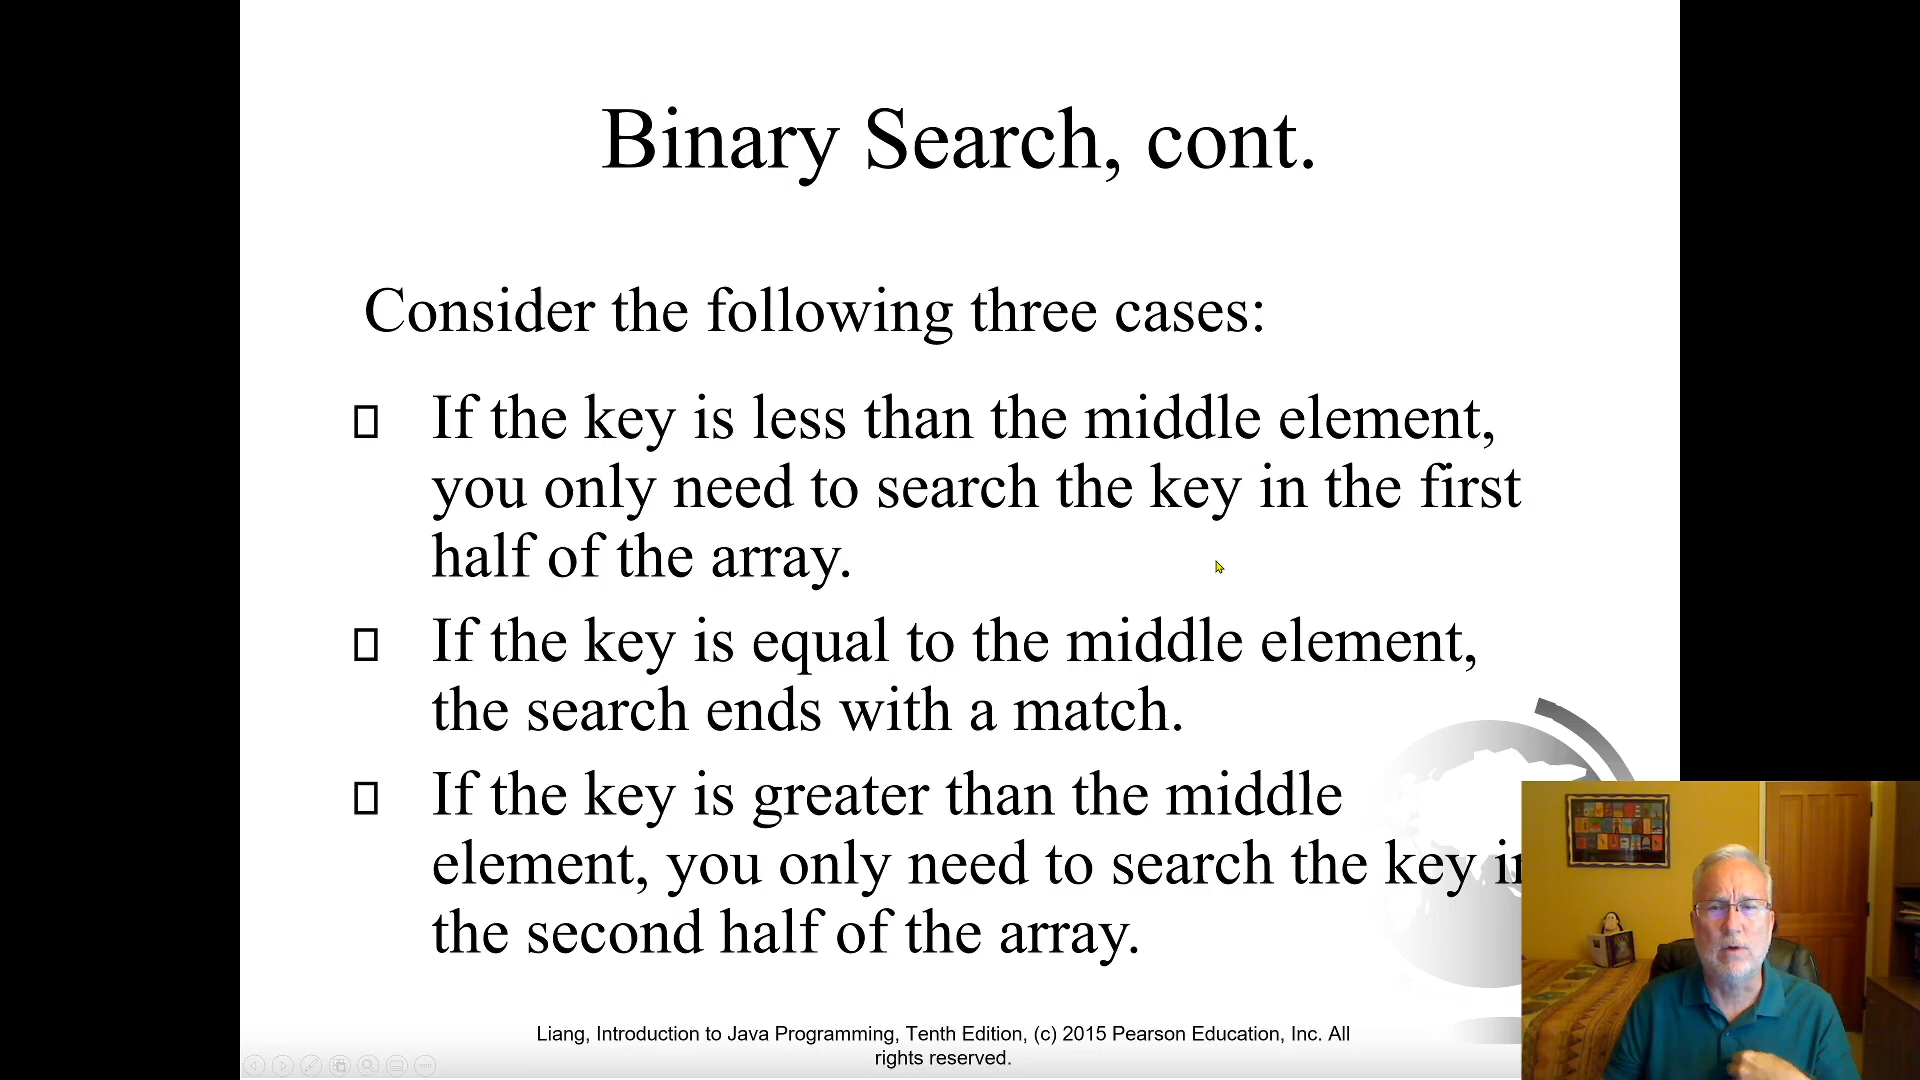 Binary Search, cont.
Consider the following three cases:
If the key is less than the middle element,
you only need to search the key in the first
half of the array.
If the key is equal to the middle element,
the search ends with a match.
If the key is greater than the middle
element, you only need to search the key in
the second half of the array.
Liang, Introduction to Java Programming, Tenth Edition, (c) 2015 Pearson Education, Inc. All
rights reserved.